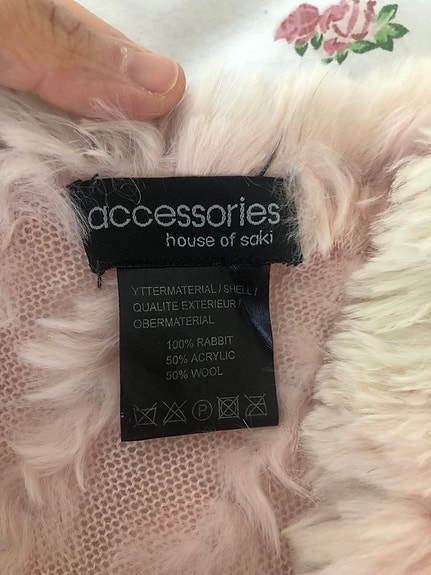 accessories
house of saki
YTTERMATERIAL / SHELL /
QUALITE EXTERIEUR /
OBERMATERIAL
100% RABBIT
50% ACRYLIC
50% WOOL
P